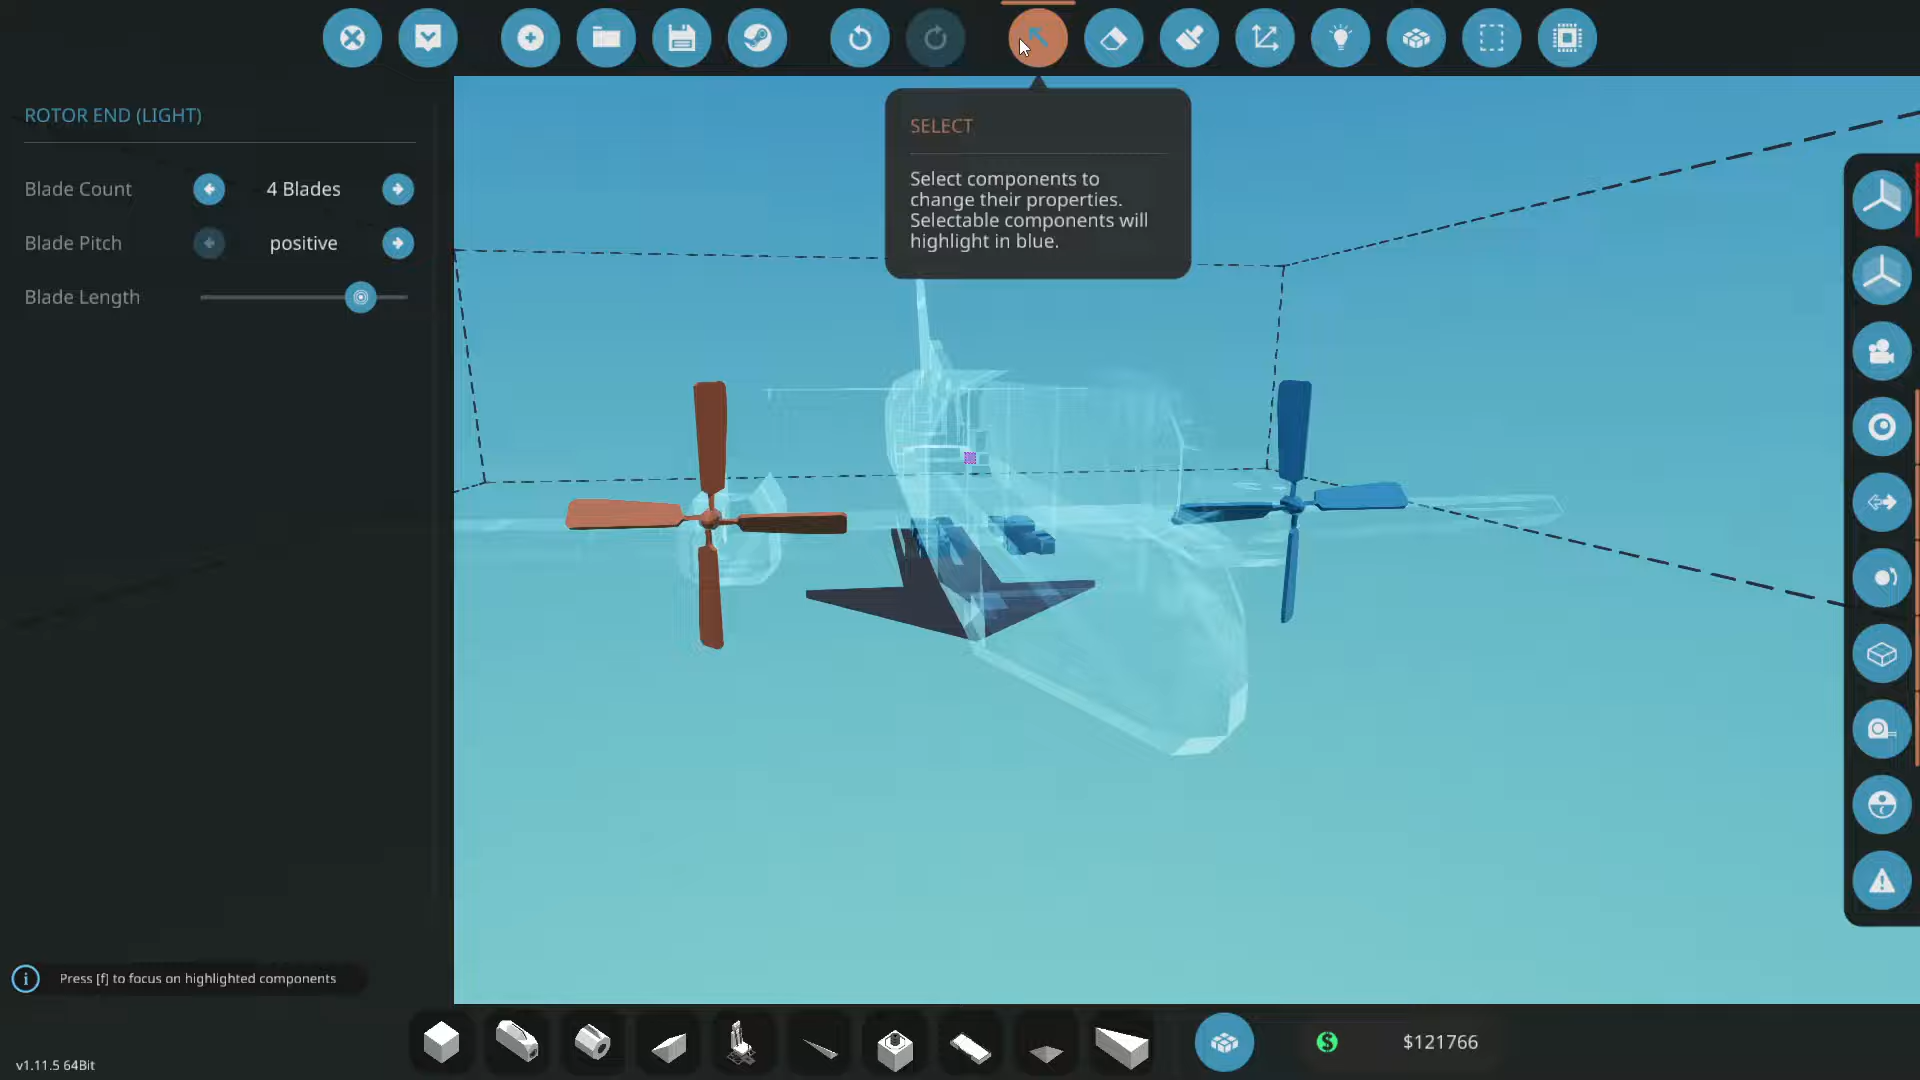 ROTOR END (LIGHT)
Blade Count
4 Blades
Blade Pitch
positive
Blade Length
SELECT
Select components to
change their properties.
Selectable components will
highlight in blue.
Press [f] to focus on highlighted components
v1.11.5 64Bit
$121766